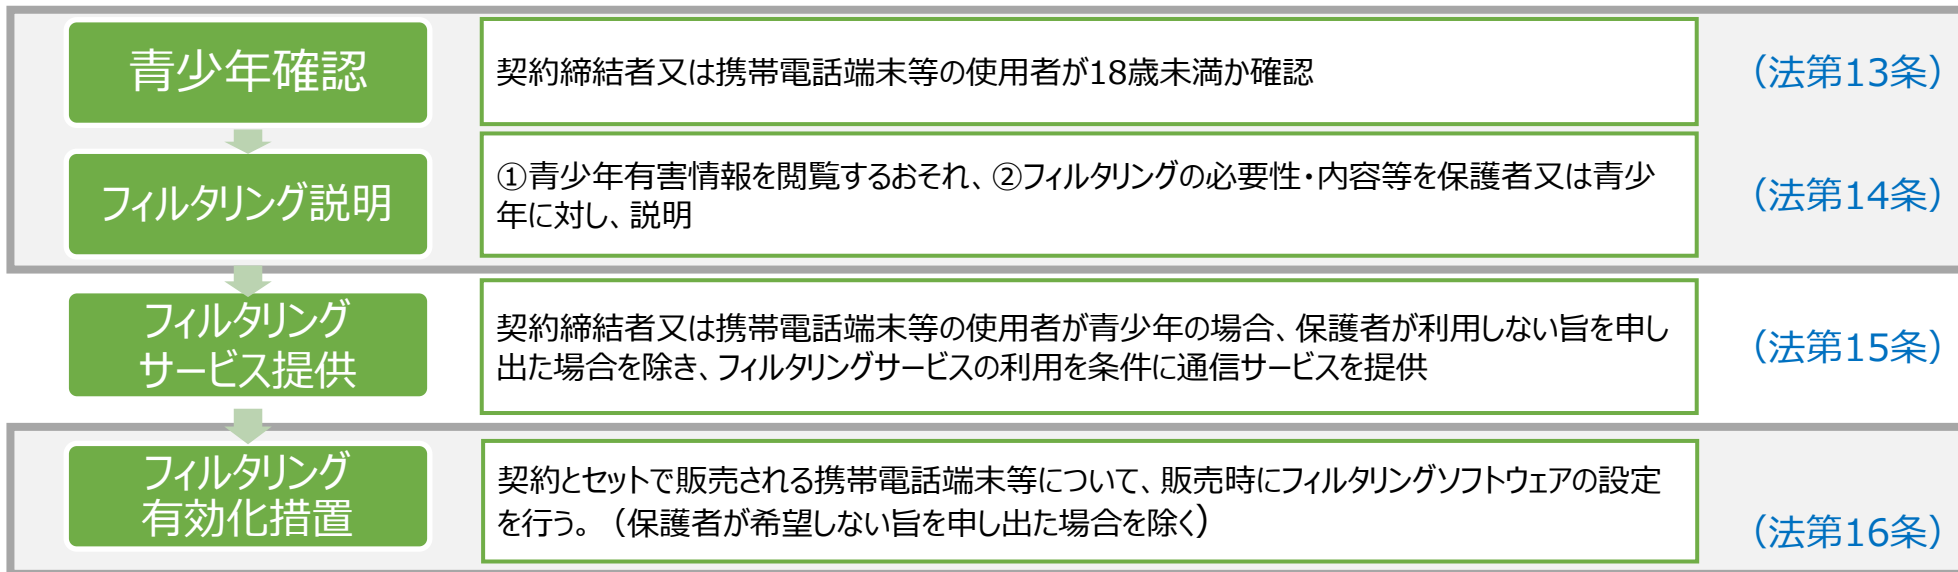 青少年確認
契約締結者又は携帯電話端末等の使用者が18歳未満か確認
（法第13条）
フィルタリング説明
①青少年有害情報を閲覧するおそれ、②フィルタリングの必要性・内容等を保護者又は青少
年に対し、説明
（法第14条）
フィルタリング
サービス提供
契約締結者又は携帯電話端末等の使用者が青少年の場合、保護者が利用しない旨を申し
出た場合を除き、フィルタリングサービスの利用を条件に通信サービスを提供
（法第15条）
フィルタリング
有効化措置
契約とセットで販売される携帯電話端末等について、販売時にフィルタリングソフトウェアの設定
を行う。（保護者が希望しない旨を申し出た場合を除く）
（法第16条）